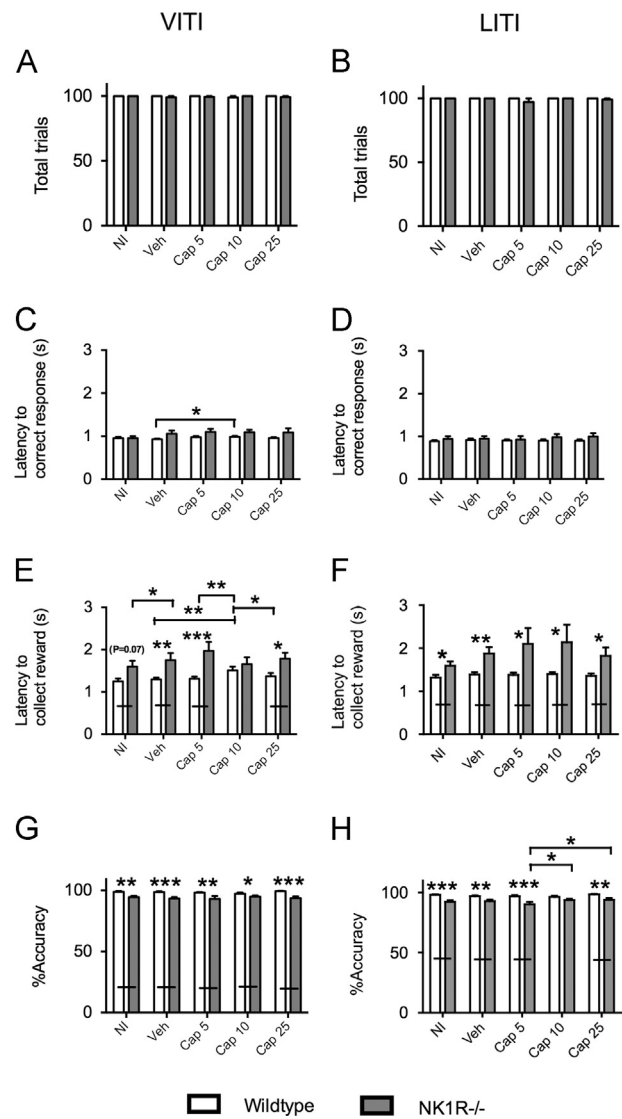 VITI
LITI
A
Total trials
100
50
0
NI
Veh
Cap 5
Cap 10
Cap 25
B
Total trials
100
50
0
NI
Veh
Cap 5
Cap 10
Cap 25
C
Latency to
correct response (s)
3
2
1
0
*
NI
Veh
Cap 5
Cap 10
Cap 25
D
Latency to
correct response (s)
3
2
1
0
NI
Veh
Cap 5
Cap 10
Cap 25
E
Latency to
collect reward (s)
3
2
1
0
**
* ** *
(P=0.07) ** *** *
NI
Veh
Cap 5
Cap 10
Cap 25
F
Latency to
collect reward (s)
3
2
1
0
* ** * * *
NI
Veh
Cap 5
Cap 10
Cap 25
G
%Accuracy
100
50
0
** *** ** * ***
NI
Veh
Cap 5
Cap 10
Cap 25
H
%Accuracy
100
50
0
*
*
*** ** *** **
NI
Veh
Cap 5
Cap 10
Cap 25
Wildtype
NK1R-/-